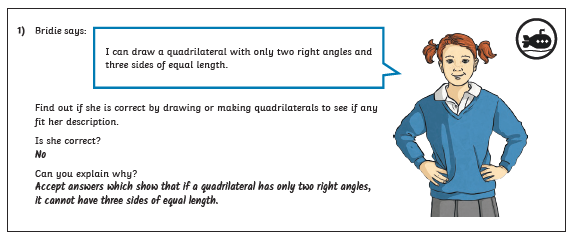 1) Bridie says:
I can draw a quadrilateral with only two right angles and
three sides of equal length.
Find out if she is correct by drawing or making quadrilaterals to see if any
fit her description.
Is she correct?
No
Can you explain why?
Accept answers which show that if a quadrilateral has only two right angles,
it cannot have three sides of equal length.